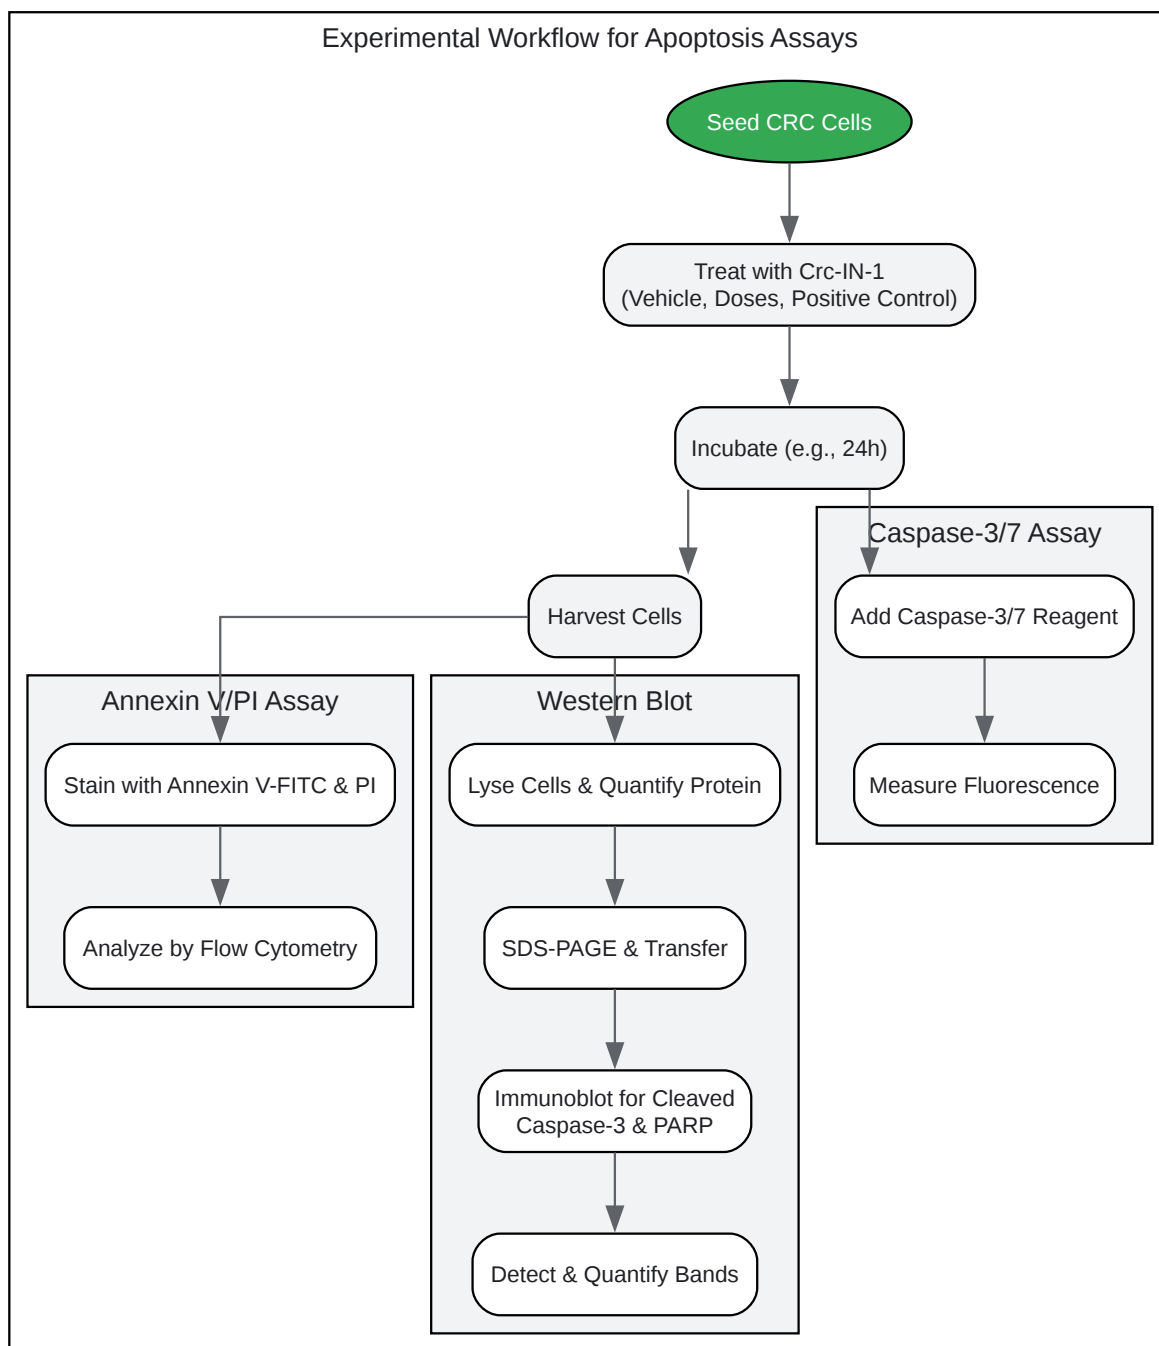 Experimental Workflow for Apoptosis Assays
Seed CRC Cells
Treat with Crc-IN-1
(Vehicle, Doses, Positive Control)
Incubate (e.g., 24h)
Harvest Cells
Annexin V/PI Assay
Stain with Annexin V-FITC & PI
Analyze by Flow Cytometry
Western Blot
Lyse Cells & Quantify Protein
SDS-PAGE & Transfer
Immunoblot for Cleaved
Caspase-3 & PARP
Detect & Quantify Bands
Caspase-3/7 Assay
Add Caspase-3/7 Reagent
Measure Fluorescence